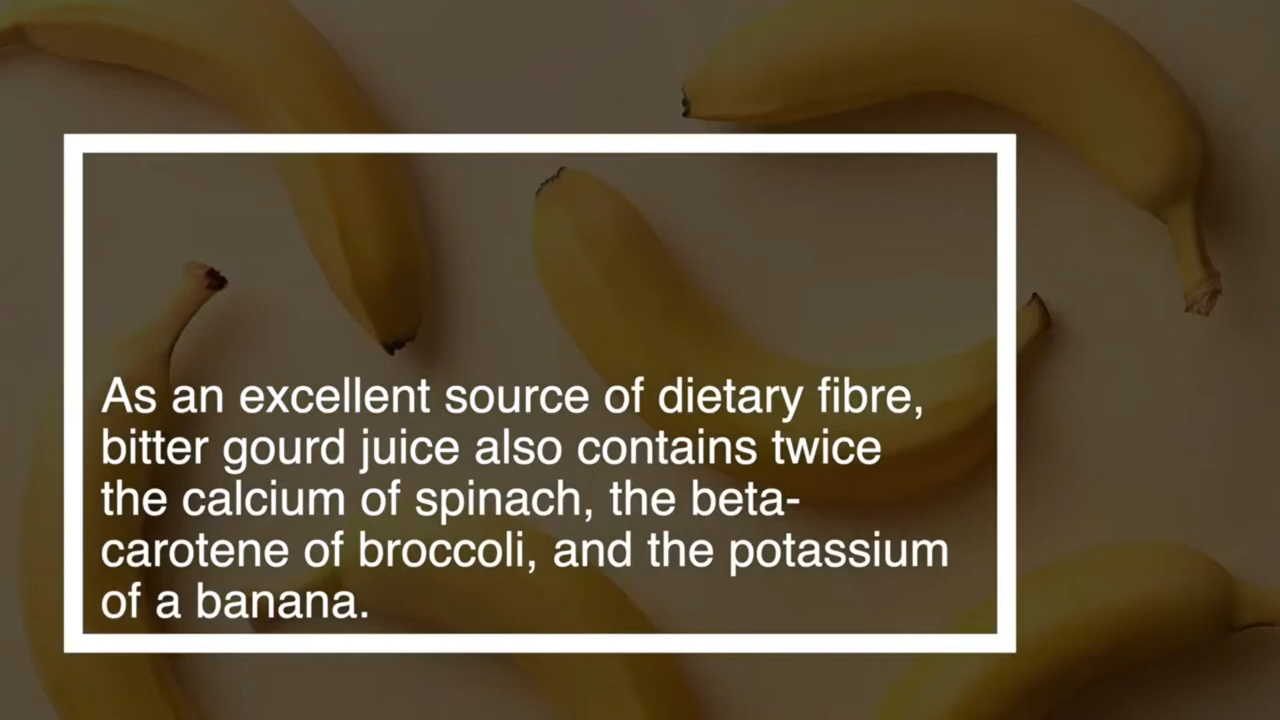 As an excellent source of dietary fibre,
bitter gourd juice also contains twice
the calcium of spinach, the beta-
carotene of broccoli, and the potassium
of a banana.